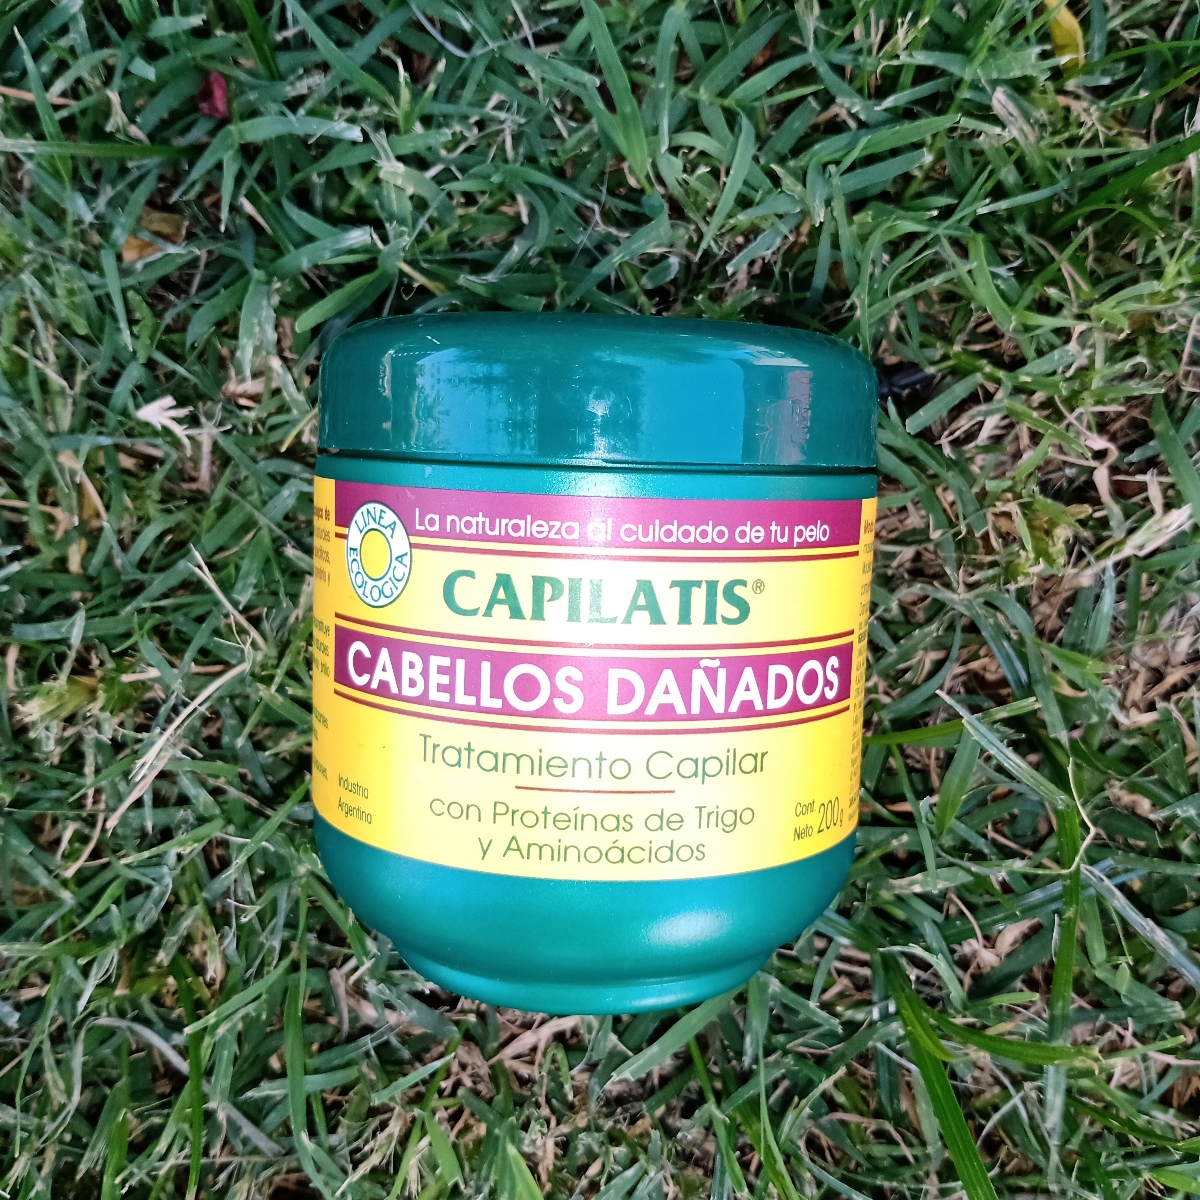 LINEA ECOLOGICA
La naturaleza al cuidado de tu pelo
CAPILATIS®
CABELLOS DAÑADOS
Tratamiento Capilar
con Proteínas de Trigo
y Aminoácidos
Industria
Argentina
Cont.
Neto 200g